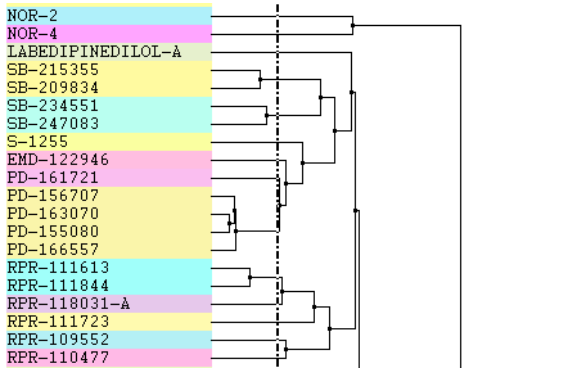 NOR-2
NOR-4
LABEDIPINEDILOL-A
SB-215355
SB-209834
SB-234551
SB-247083
S-1255
EMD-122946
PD-161721
PD-156707
PD-163070
PD-155080
PD-166557
RPR-111613
RPR-111844
RPR-118031-A
RPR-111723
RPR-109552
RPR-110477